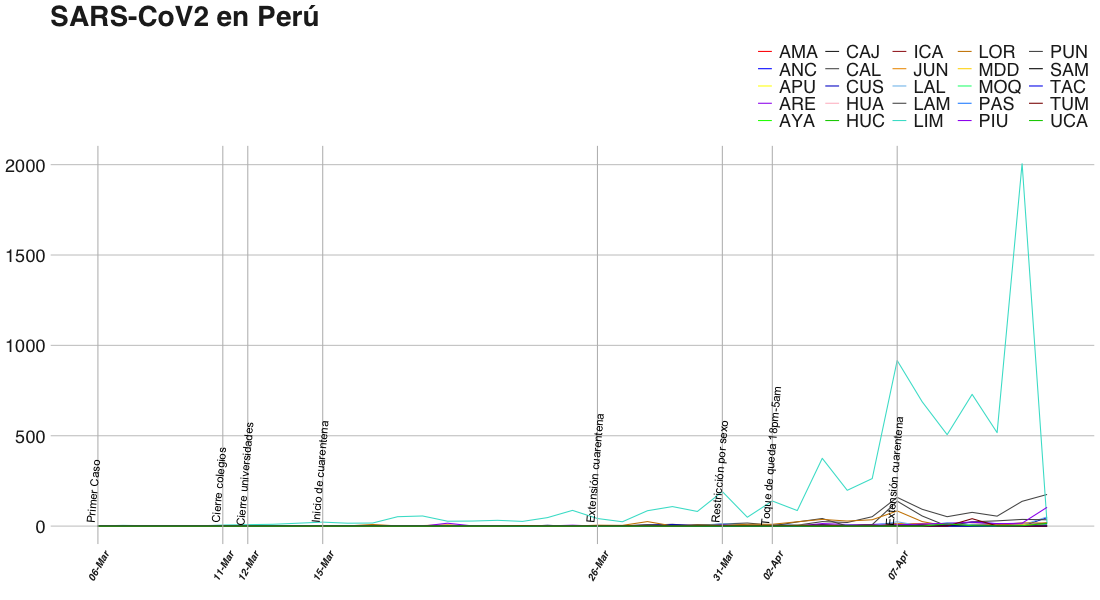 SARS-CoV2 en Perú
AMA CAJ ICA LOR PUN
ANC CAL JUN MDD SAM
APU CUS LAL MOQ TAC
ARE HUA LAM PAS TUM
AYA HUC LIM PIU UCA
2000
1500
1000
500
0
Primer Caso
Cierre colegios
Cierre universidades
Inicio de cuarentena
Extensión cuarentena
Restricción por sexo
Toque de queda 18pm-5am
Extensión cuarentena
06-Mar
11-Mar
12-Mar
15-Mar
26-Mar
31-Mar
02-Apr
07-Apr